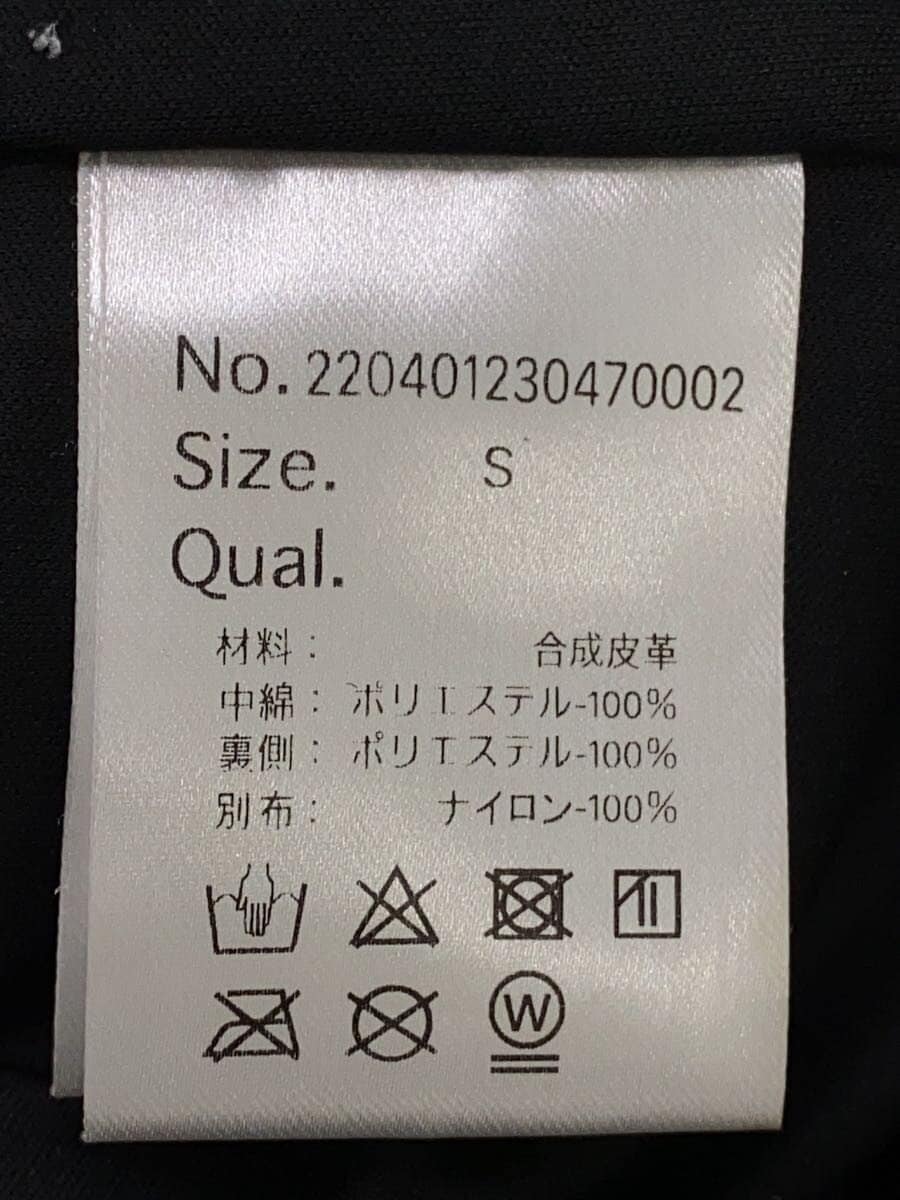 No. 220401230470002
Size. S
Qual.
材料: 合成皮革
中綿: ポリエステル-100%
裏側: ポリエステル-100%
別布: ナイロン-100%
W